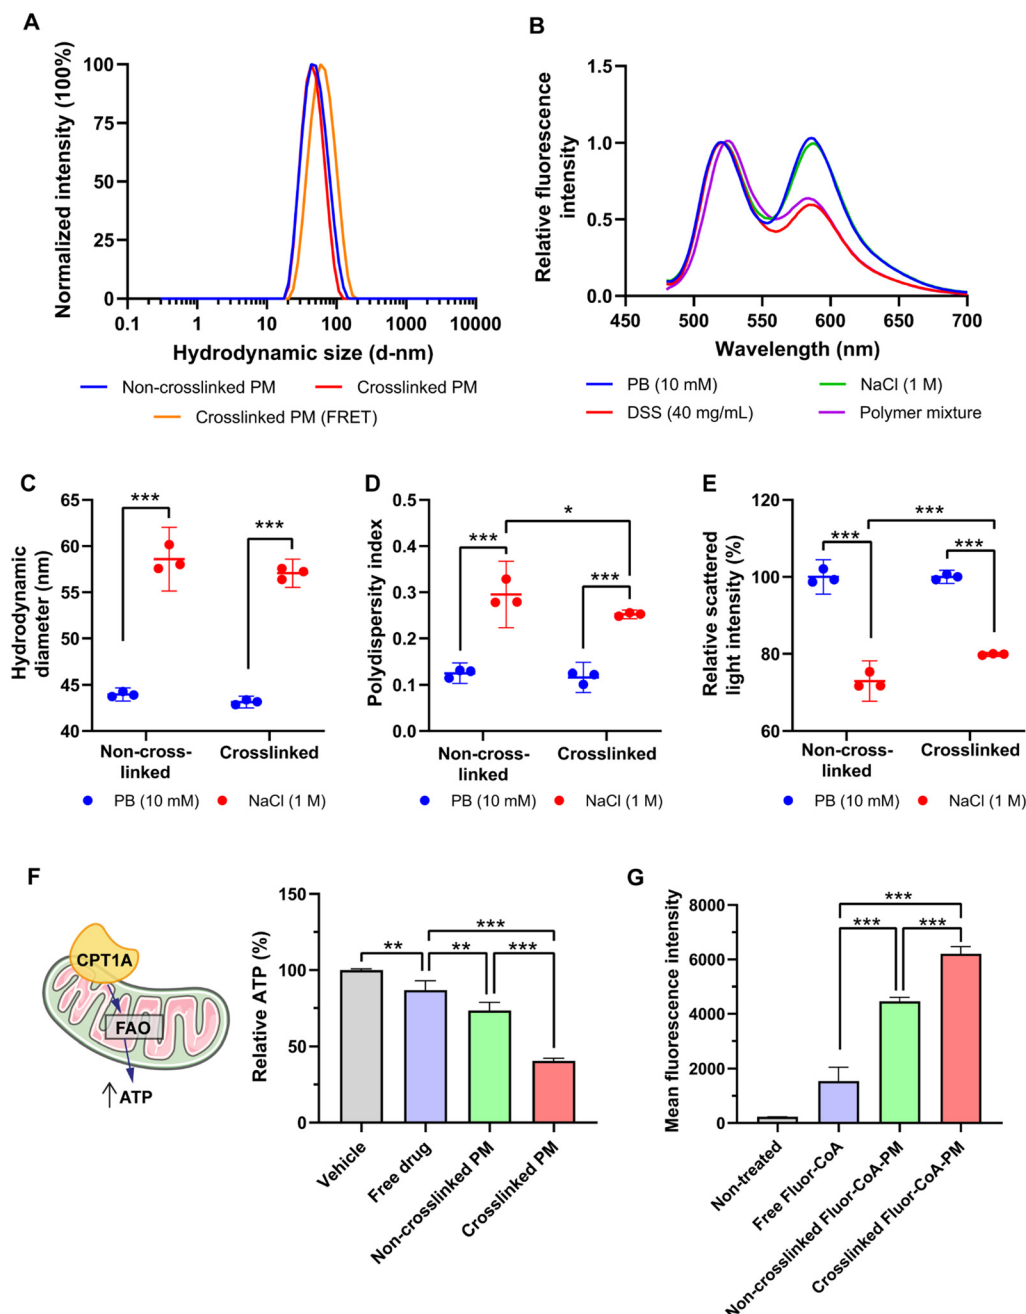 A
Normalized intensity (100%)
100
75
50
25
0
0.1
1
10
100
1000
10000
Hydrodynamic size (d-nm)
Non-crosslinked PM
Crosslinked PM
Crosslinked PM (FRET)
B
Relative fluorescence
intensity
1.5
1.0
0.5
0.0
450
500
550
600
650
700
Wavelength (nm)
PB (10 mM)
NaCl (1 M)
DSS (40 mg/mL)
Polymer mixture
C
Hydrodynamic
diameter (nm)
65
60
55
50
45
40
***
***
Non-cross-
linked
Crosslinked
PB (10 mM)
NaCl (1 M)
D
Polydispersity index
0.5
0.4
0.3
0.2
0.1
0.0
*
***
***
Non-cross-
linked
Crosslinked
PB (10 mM)
NaCl (1 M)
E
Relative scattered
light intensity (%)
120
100
80
60
***
***
***
Non-cross-
linked
Crosslinked
PB (10 mM)
NaCl (1 M)
F
CPT1A
FAO
↑ATP
Relative ATP (%)
150
100
50
0
***
**
**
***
Vehicle
Free drug
Non-crosslinked PM
Crosslinked PM
G
Mean fluorescence intensity
8000
6000
4000
2000
0
***
***
***
Non-treated
Free Fluor-CoA
Non-crosslinked Fluor-CoA-PM
Crosslinked Fluor-CoA-PM